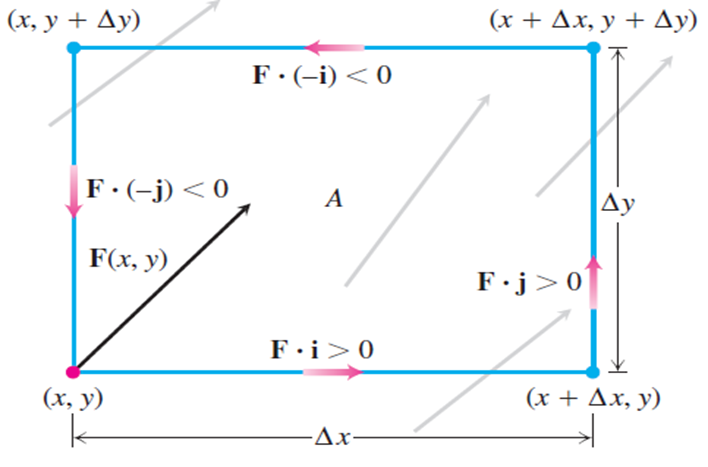 (x, y + Δy)
(x + Δx, y + Δy)
F · (−i) < 0
F · (−j) < 0
A
Δy
F(x, y)
F · j > 0
F · i > 0
(x, y)
(x + Δx, y)
Δx